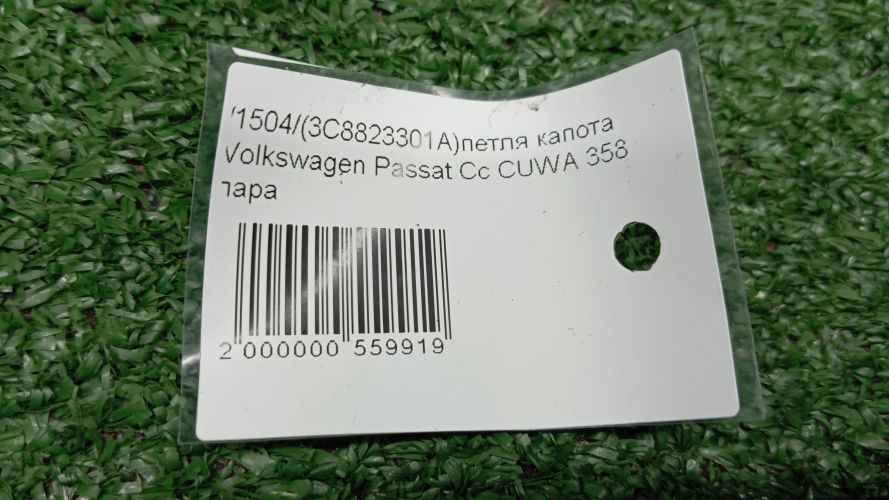 1504/(3C8823301A)петля капота
Volkswagen Passat Cc CUWA 358
пара
2 000000 559919